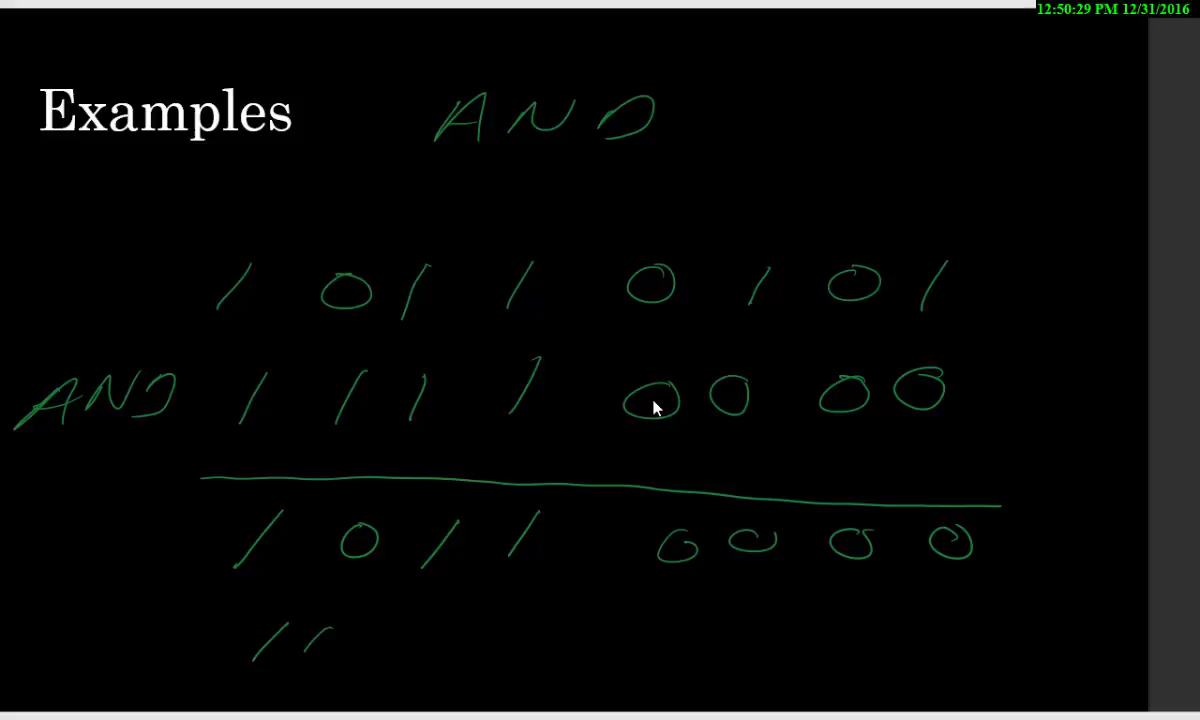 12:50:29 PM 12/31/2016
Examples AND
1 0 1 1 0 1 0 1
AND 1 1 1 1 0 0 0 0
1 0 1 1 0 0 0 0
1